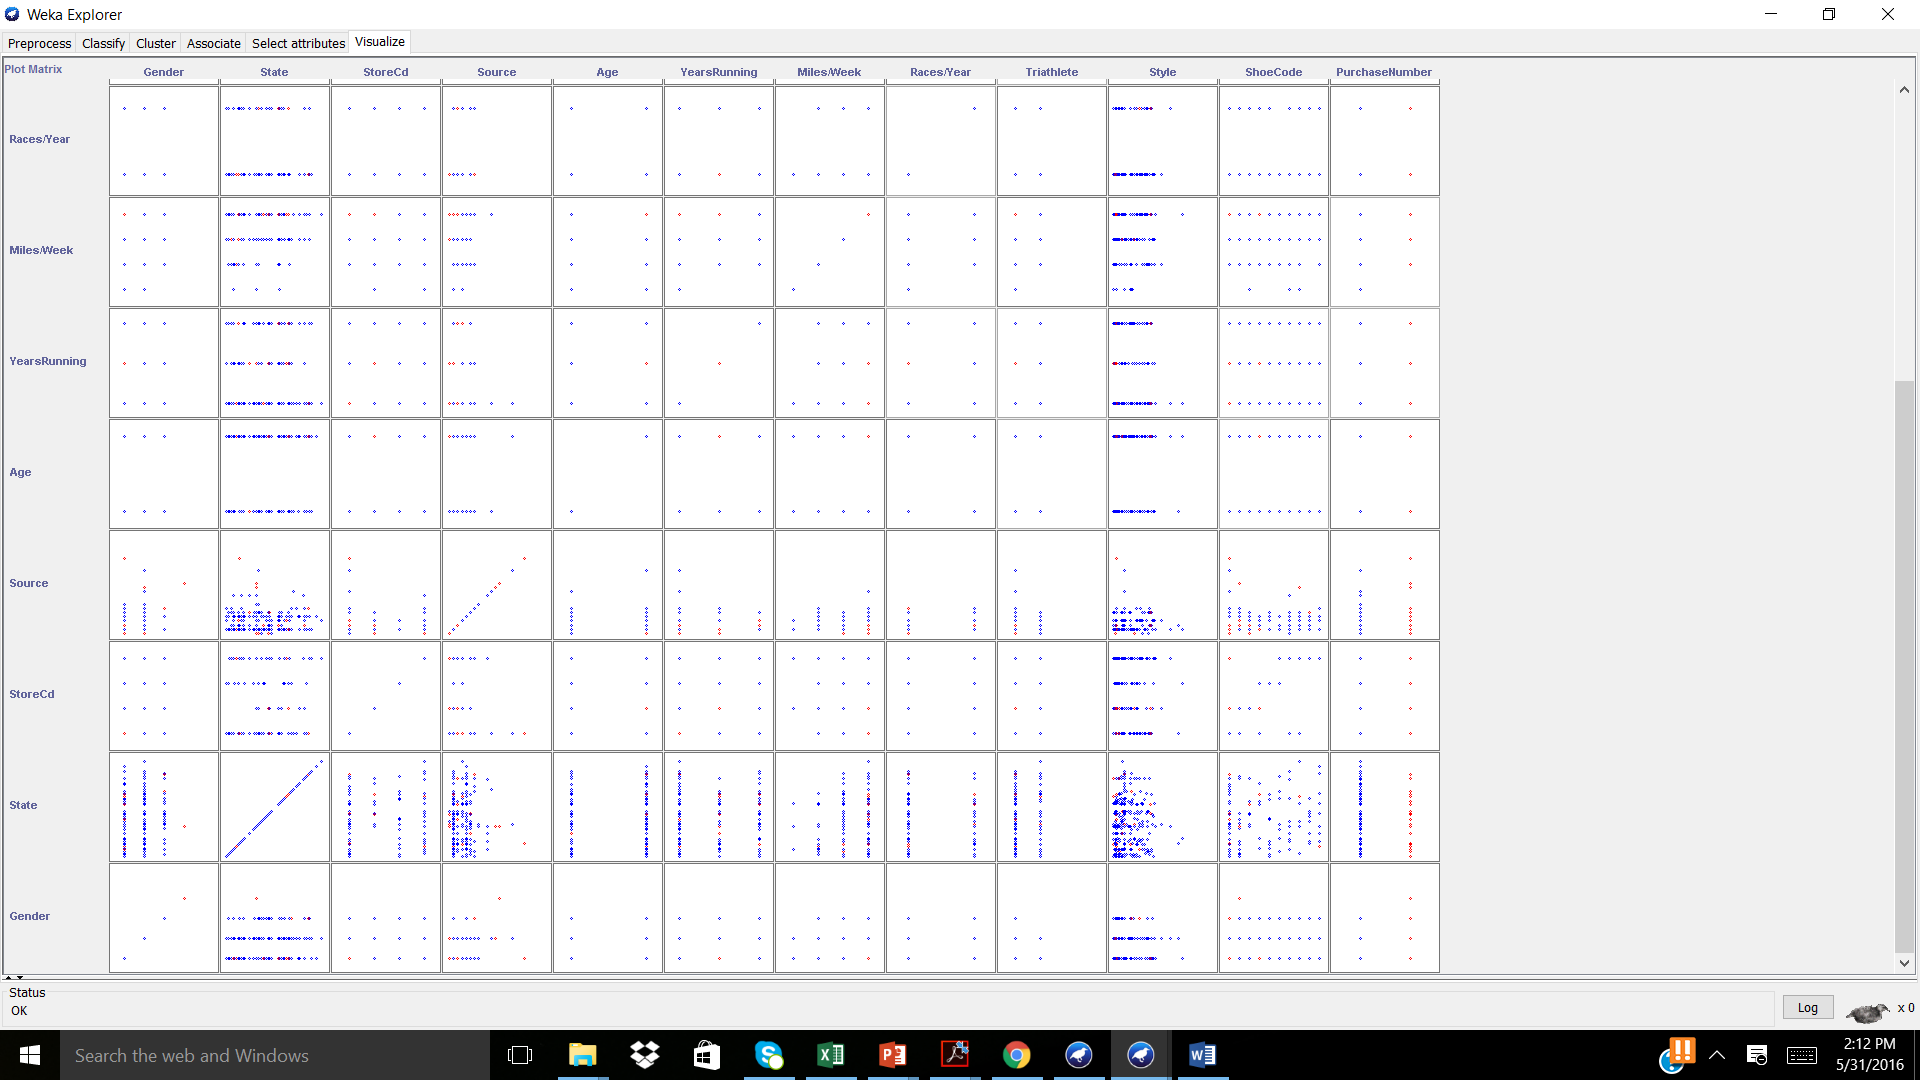 Weka Explorer
Preprocess Classify Cluster Associate Select attributes Visualize
Plot Matrix Gender State StoreCd Source Age YearsRunning Miles/Week Races/Year Triathlete Style ShoeCode PurchaseNumber
Races/Year
Miles/Week
YearsRunning
Age
Source
StoreCd
State
Gender
Status
OK
Log x 0
Search the web and Windows
2:12 PM
5/31/2016